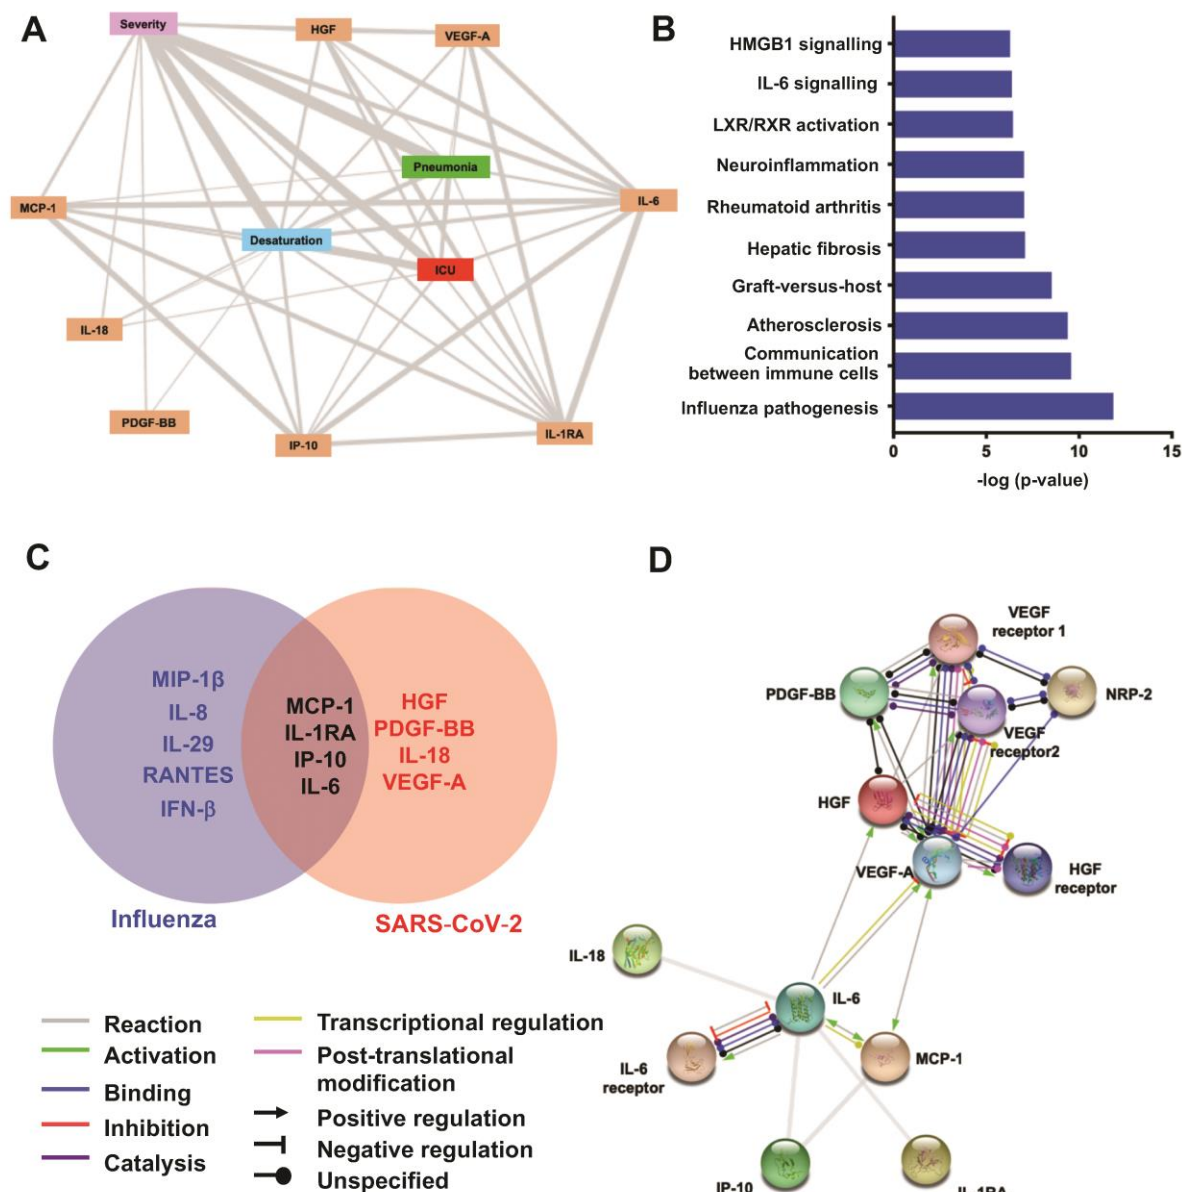 A
Severity
HGF
VEGF-A
Pneumonia
MCP-1
IL-6
Desaturation
ICU
IL-18
PDGF-BB
IP-10
IL-1RA
B
HMGB1 signalling
IL-6 signalling
LXR/RXR activation
Neuroinflammation
Rheumatoid arthritis
Hepatic fibrosis
Graft-versus-host
Atherosclerosis
Communication
between immune cells
Influenza pathogenesis
0 5 10 15
-log (p-value)
C
MIP-1β
IL-8
IL-29
RANTES
IFN-β
MCP-1
IL-1RA
IP-10
IL-6
HGF
PDGF-BB
IL-18
VEGF-A
Influenza
SARS-CoV-2
Reaction
Activation
Binding
Inhibition
Catalysis
Transcriptional regulation
Post-translational
modification
Positive regulation
Negative regulation
Unspecified
D
VEGF
receptor 1
PDGF-BB
NRP-2
VEGF
receptor2
HGF
VEGF-A
HGF
receptor
IL-18
IL-6
IL-6
receptor
MCP-1
IP-10
IL-1RA